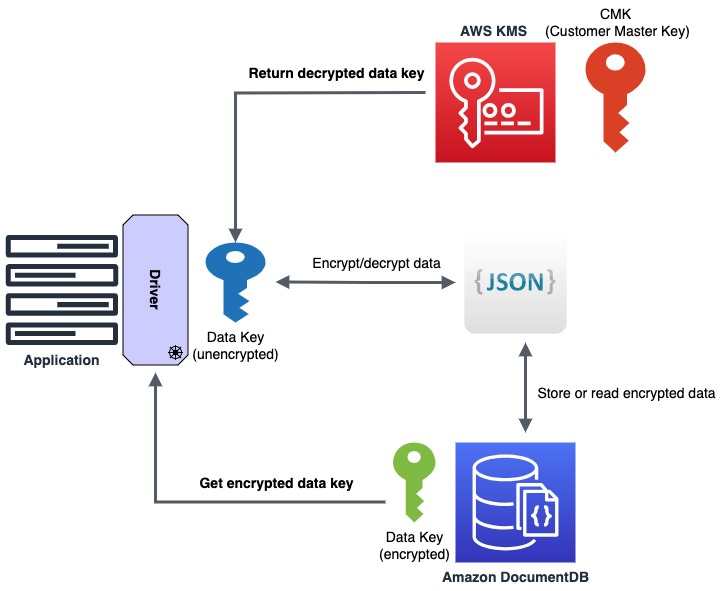 AWS KMS
CMK
(Customer Master Key)
Return decrypted data key
Driver
Application
Data Key
(unencrypted)
Encrypt/decrypt data
{JSON}
Store or read encrypted data
Get encrypted data key
Data Key
(encrypted)
{}
Amazon DocumentDB